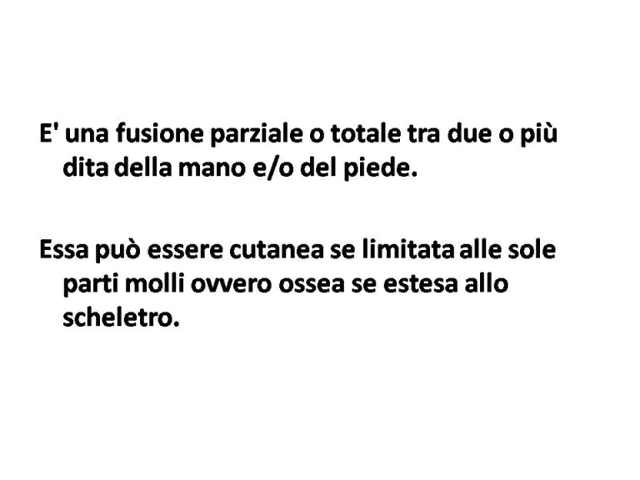 E' una fusione parziale o totale tra due o più
dita della mano e/o del piede.
Essa può essere cutanea se limitata alle sole
parti molli ovvero ossea se estesa allo
scheletro.